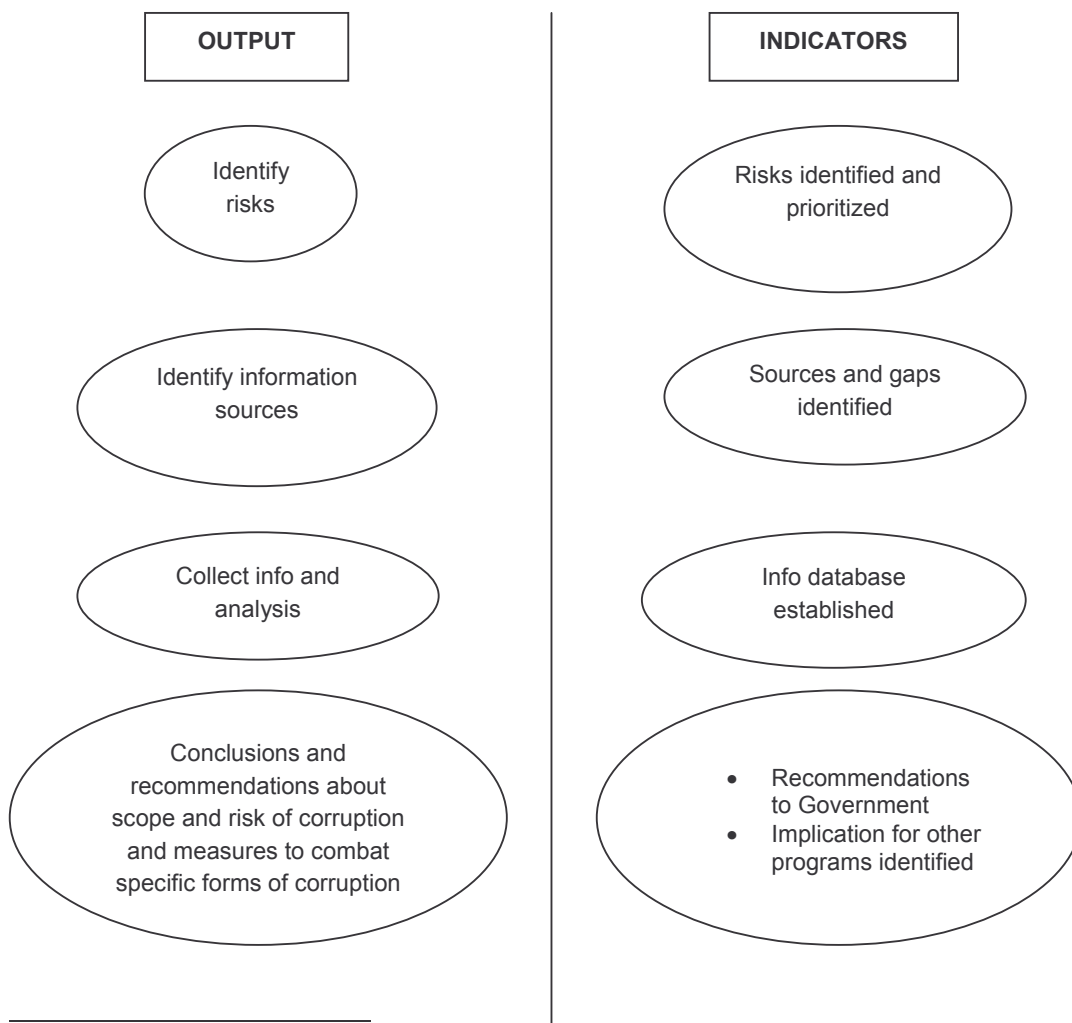 OUTPUT
Identify
risks
Identify information
sources
Collect info and
analysis
Conclusions and
recommendations about
scope and risk of corruption
and measures to combat
specific forms of corruption
INDICATORS
Risks identified and
prioritized
Sources and gaps
identified
Info database
established
• Recommendations
to Government
• Implication for other
programs identified